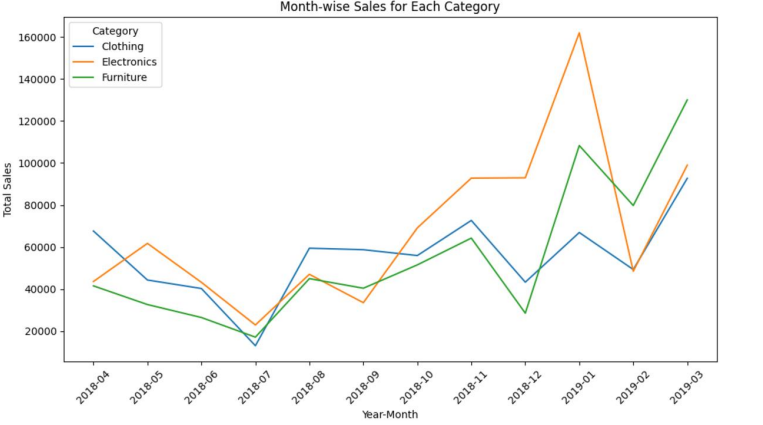 Month-wise Sales for Each Category
Category
Clothing
Electronics
Furniture
Total Sales
160000
140000
120000
100000
80000
60000
40000
20000
2018-04
2018-05
2018-06
2018-07
2018-08
2018-09
2018-10
2018-11
2018-12
2019-01
2019-02
2019-03
Year-Month